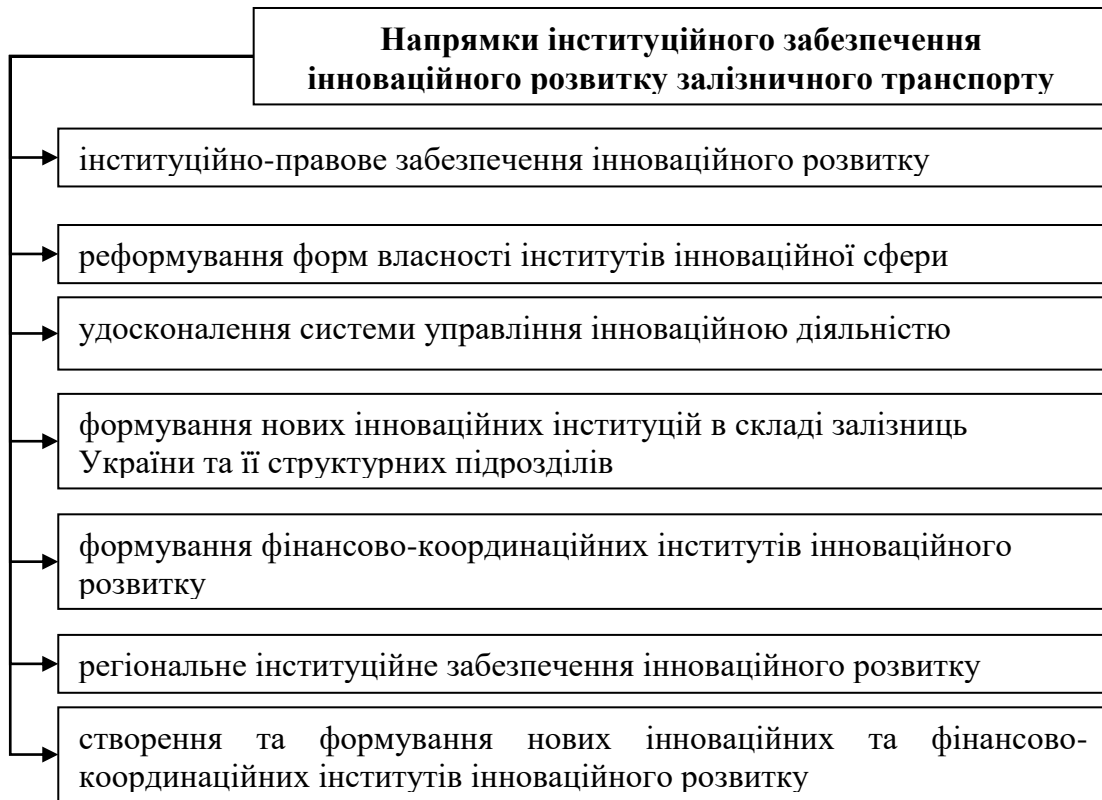 Напрямки інституційного забезпечення
інноваційного розвитку залізничного транспорту
інституційно-правове забезпечення інноваційного розвитку
реформування форм власності інститутів інноваційної сфери
удосконалення системи управління інноваційною діяльністю
формування нових інноваційних інституцій в складі залізниць
України та її структурних підрозділів
формування фінансово-координаційних інститутів інноваційного
розвитку
регіональне інституційне забезпечення інноваційного розвитку
створення та формування нових інноваційних та фінансово-
координаційних інститутів інноваційного розвитку